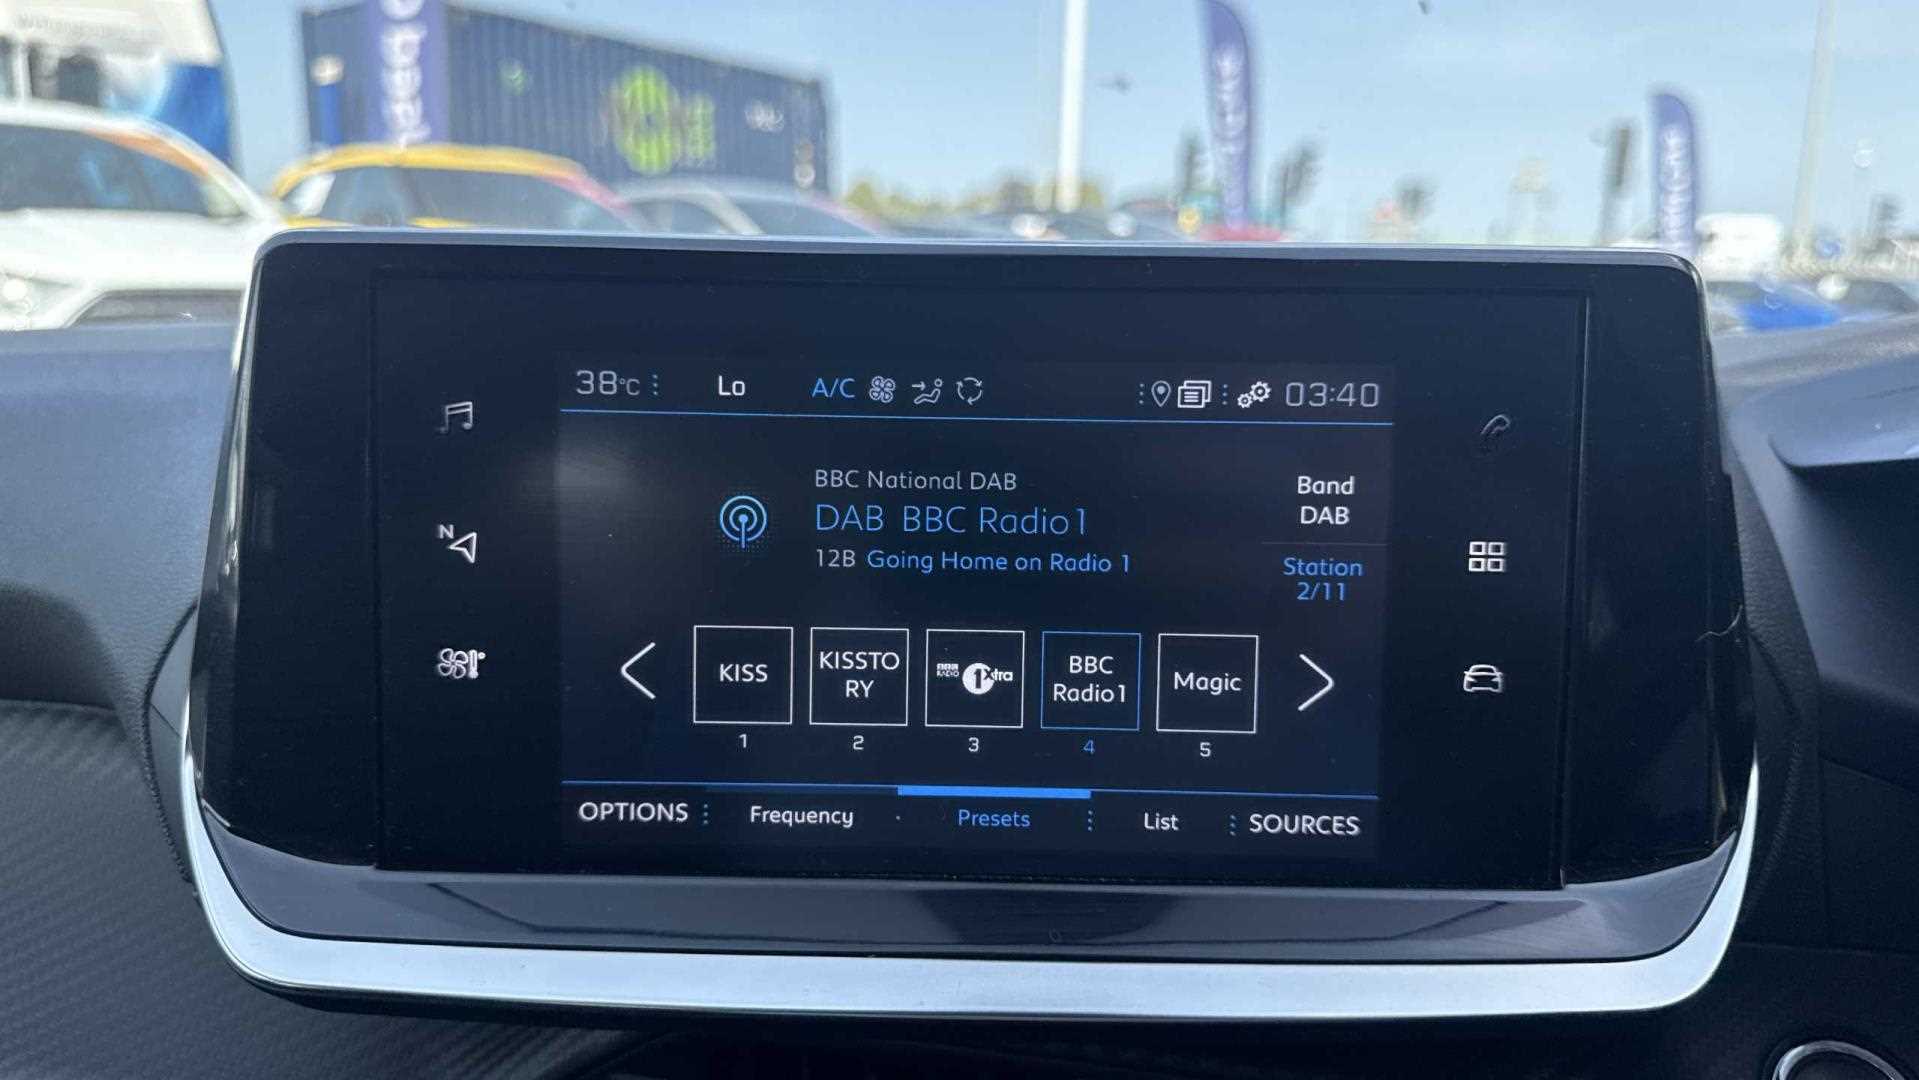 38°C
Lo
A/C
03:40
N
BBC National DAB
DAB BBC Radio1
12B Going Home on Radio 1
Band
DAB
Station
2/11
KISS
KISSTO
RY
BBC
RADIO
1Xtra
BBC
Radio1
Magic
1
2
3
4
5
OPTIONS
Frequency
Presets
List
SOURCES